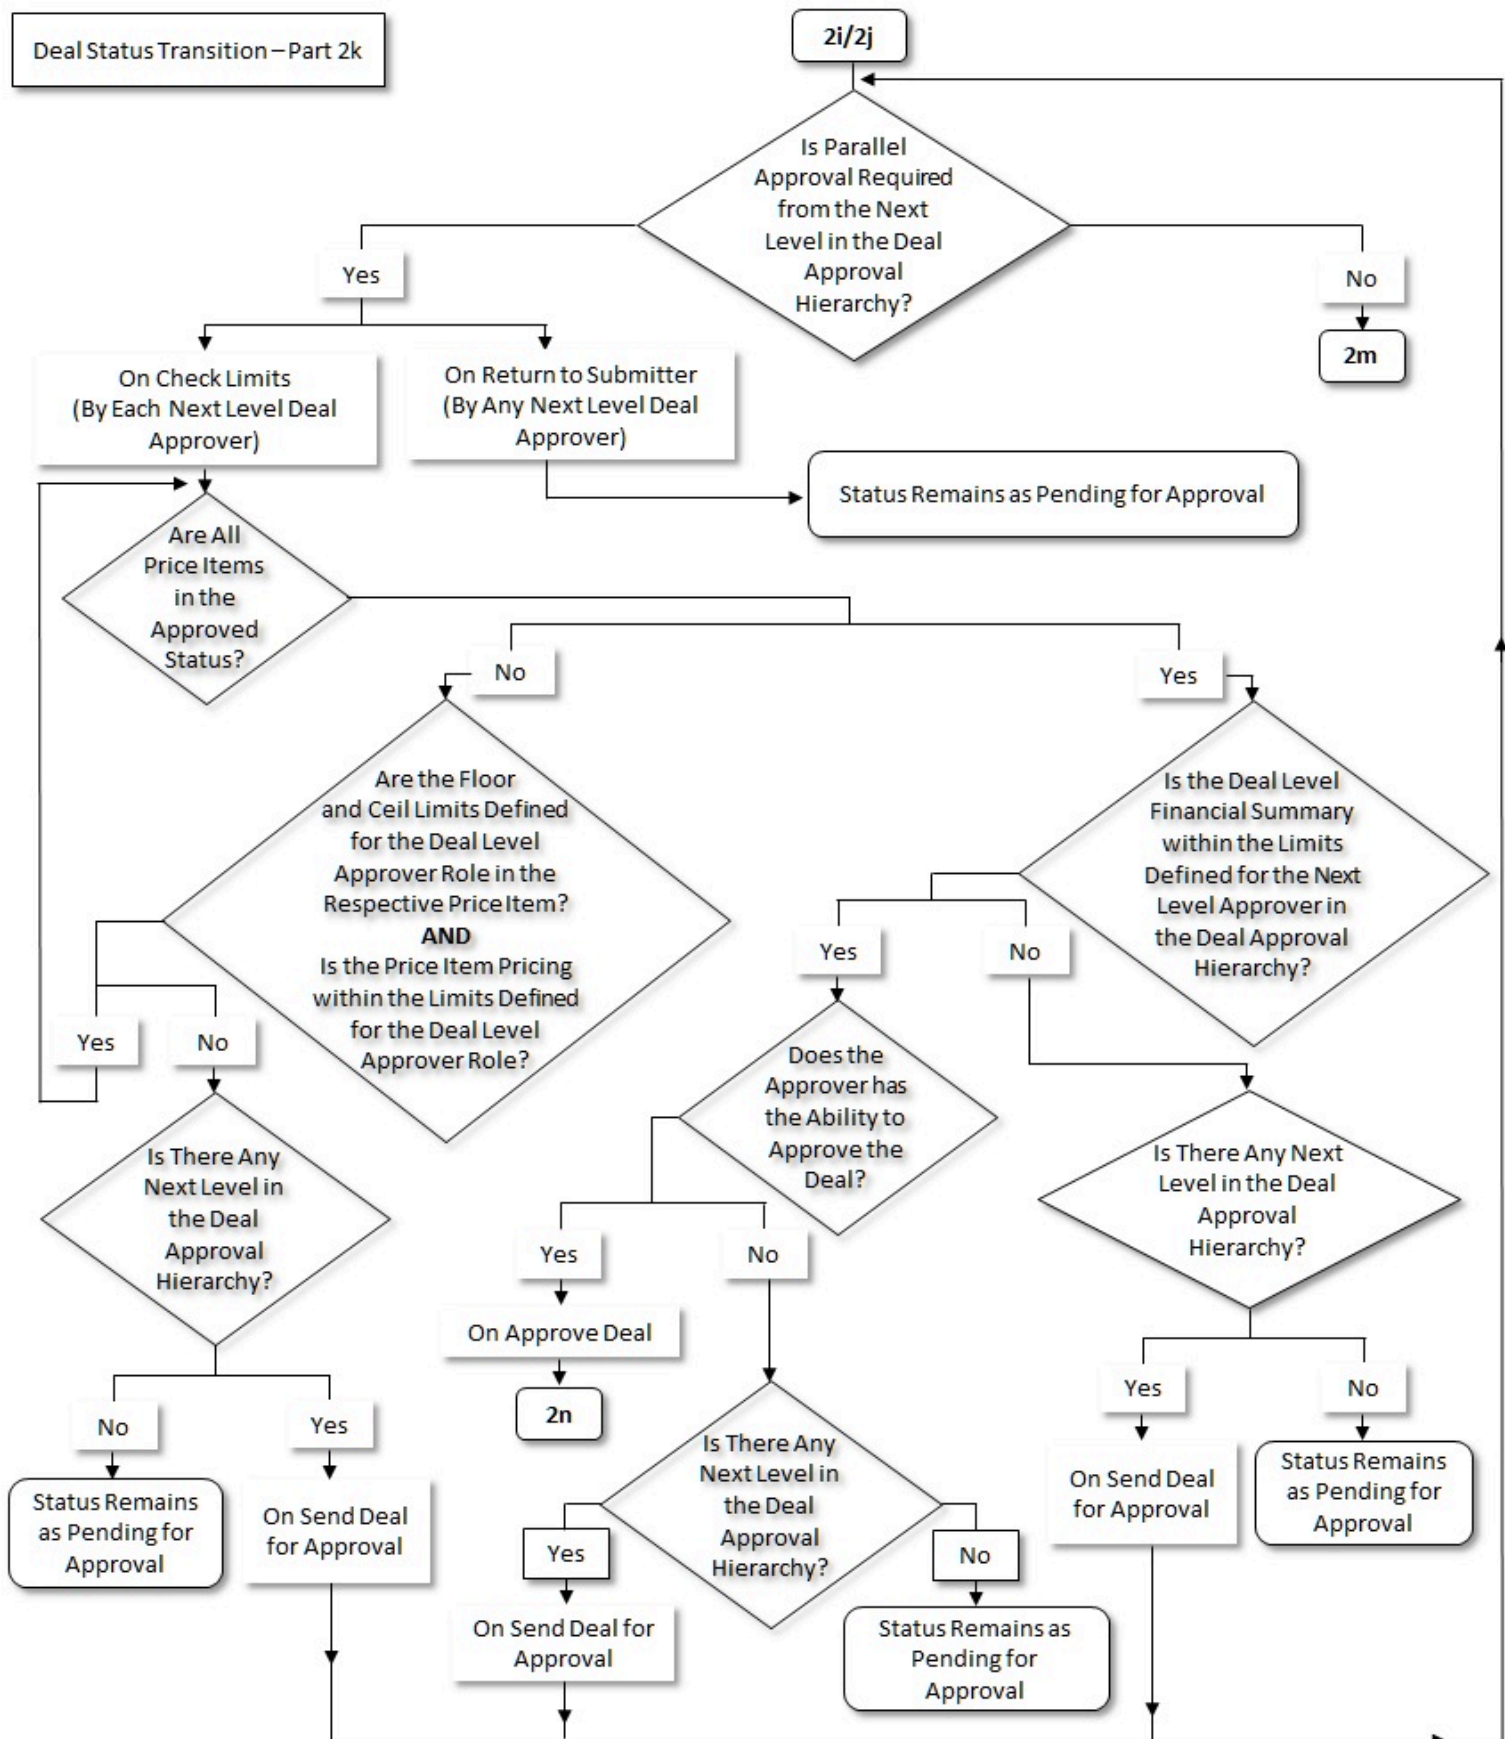 Deal Status Transition – Part 2k
2i/2j
Is Parallel
Approval Required
from the Next
Level in the Deal
Approval
Hierarchy?
Yes
No
2m
On Check Limits
(By Each Next Level Deal
Approver)
On Return to Submitter
(By Any Next Level Deal
Approver)
Status Remains as Pending for Approval
Are All
Price Items
in the
Approved
Status?
No
Yes
Are the Floor
and Ceil Limits Defined
for the Deal Level
Approver Role in the
Respective Price Item?
AND
Is the Price Item Pricing
within the Limits Defined
for the Deal Level
Approver Role?
Is the Deal Level
Financial Summary
within the Limits
Defined for the Next
Level Approver in
the Deal Approval
Hierarchy?
Yes
No
Yes
No
Does the
Approver has
the Ability to
Approve the
Deal?
Is There Any
Next Level in
the Deal
Approval
Hierarchy?
Is There Any Next
Level in the Deal
Approval
Hierarchy?
Yes
No
On Approve Deal
2n
No
Yes
Yes
No
Status Remains
as Pending for
Approval
On Send Deal
for Approval
Is There Any
Next Level in
the Deal
Approval
Hierarchy?
On Send Deal
for Approval
Status Remains
as Pending for
Approval
Yes
No
On Send Deal for
Approval
Status Remains as
Pending for
Approval